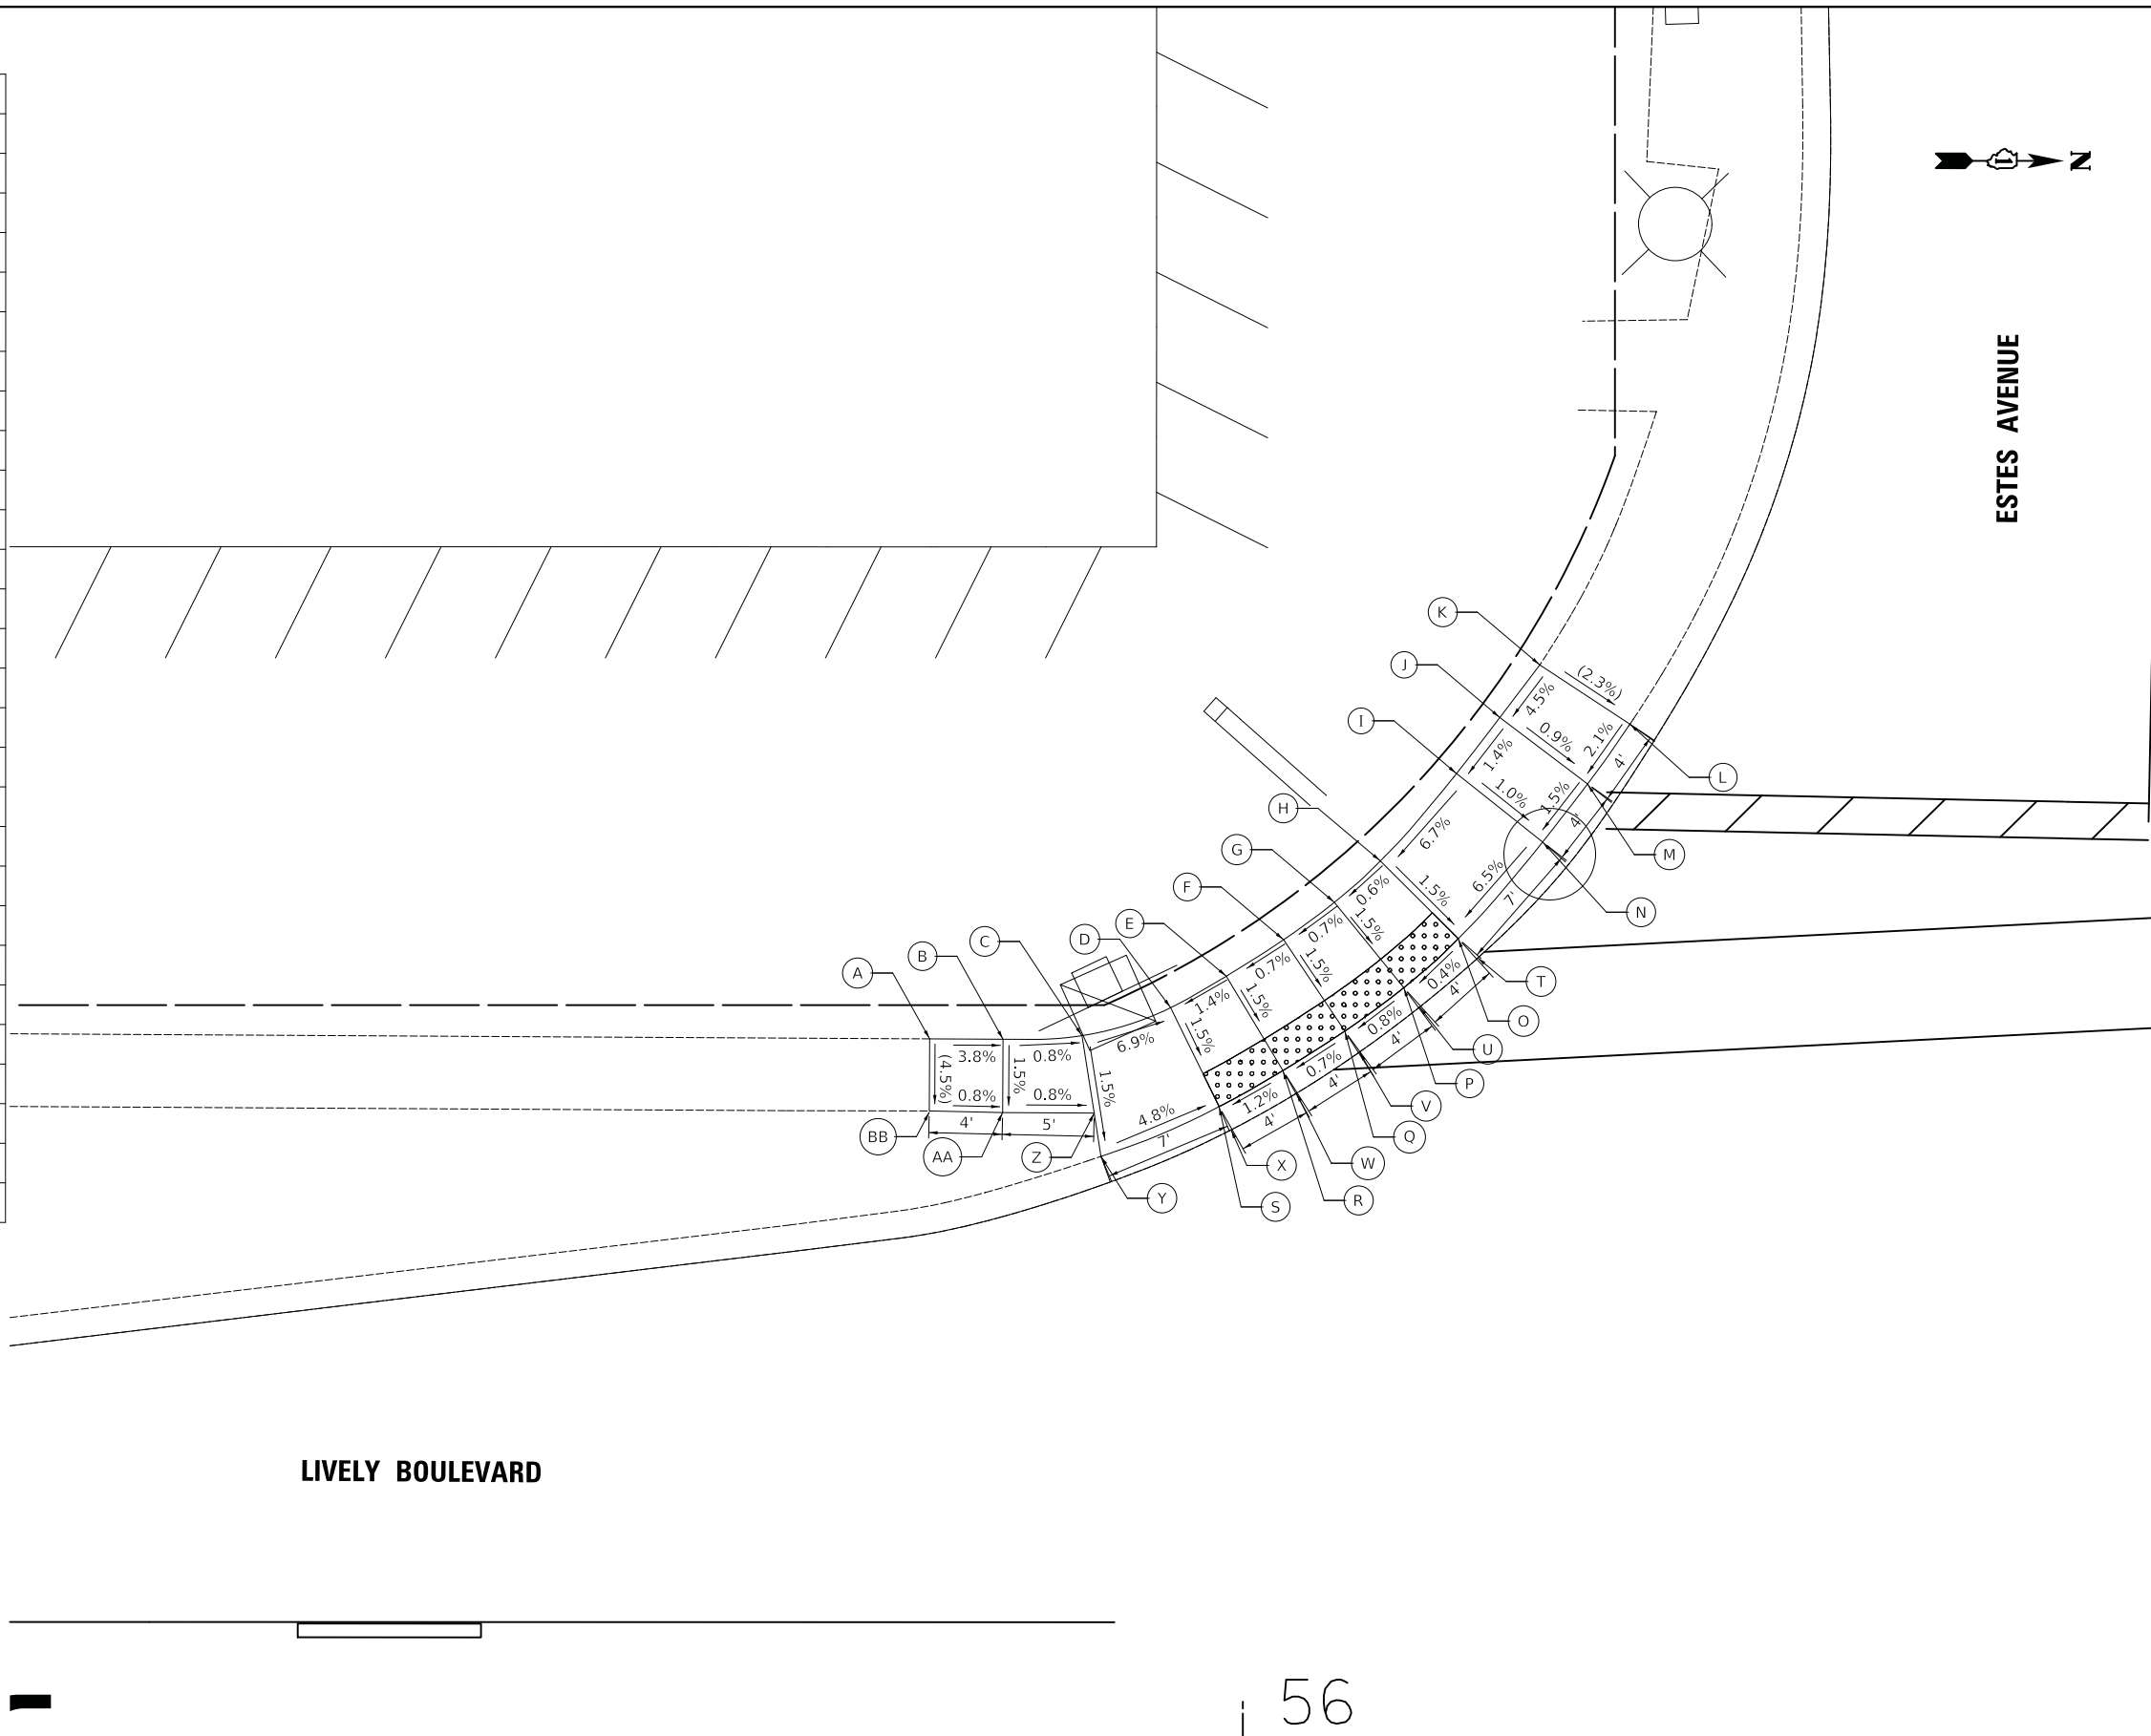 N
1
ESTES AVENUE
K
(2.3%)
J
4.5%
I
0.9%
2.1%
4'
L
1.4%
1.0%
1.5%
4'
H
6.7%
M
G
1.5%
6.5%
7'
F
0.6%
N
E
0.7%
1.5%
D
C
0.7%
1.5%
B
0.4%
T
A
1.4%
1.5%
4'
1.5%
0.8%
O
6.9%
4'
U
(4.5%)
3.8%
1.5%
0.8%
0.7%
P
0.8%
0.8%
1.5%
4'
4.8%
1.2%
V
4'
5'
7'
4'
Q
BB
AA
Z
X
W
Y
S
R
LIVELY BOULEVARD
56